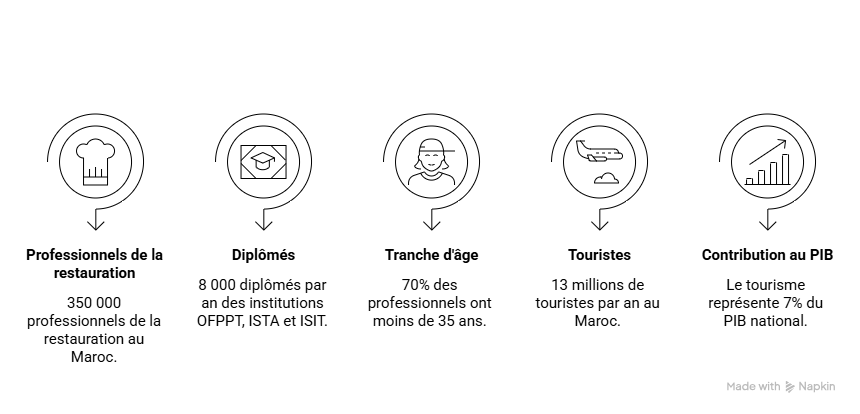 Professionnels de la
restauration
350 000
professionnels de la
restauration au
Maroc.
Diplômés
8 000 diplômés par
an des institutions
OFPPT, ISTA et ISIT.
Tranche d'âge
70% des
professionnels ont
moins de 35 ans.
Touristes
13 millions de
touristes par an au
Maroc.
Contribution au PIB
Le tourisme
représente 7% du
PIB national.
Made with Napkin